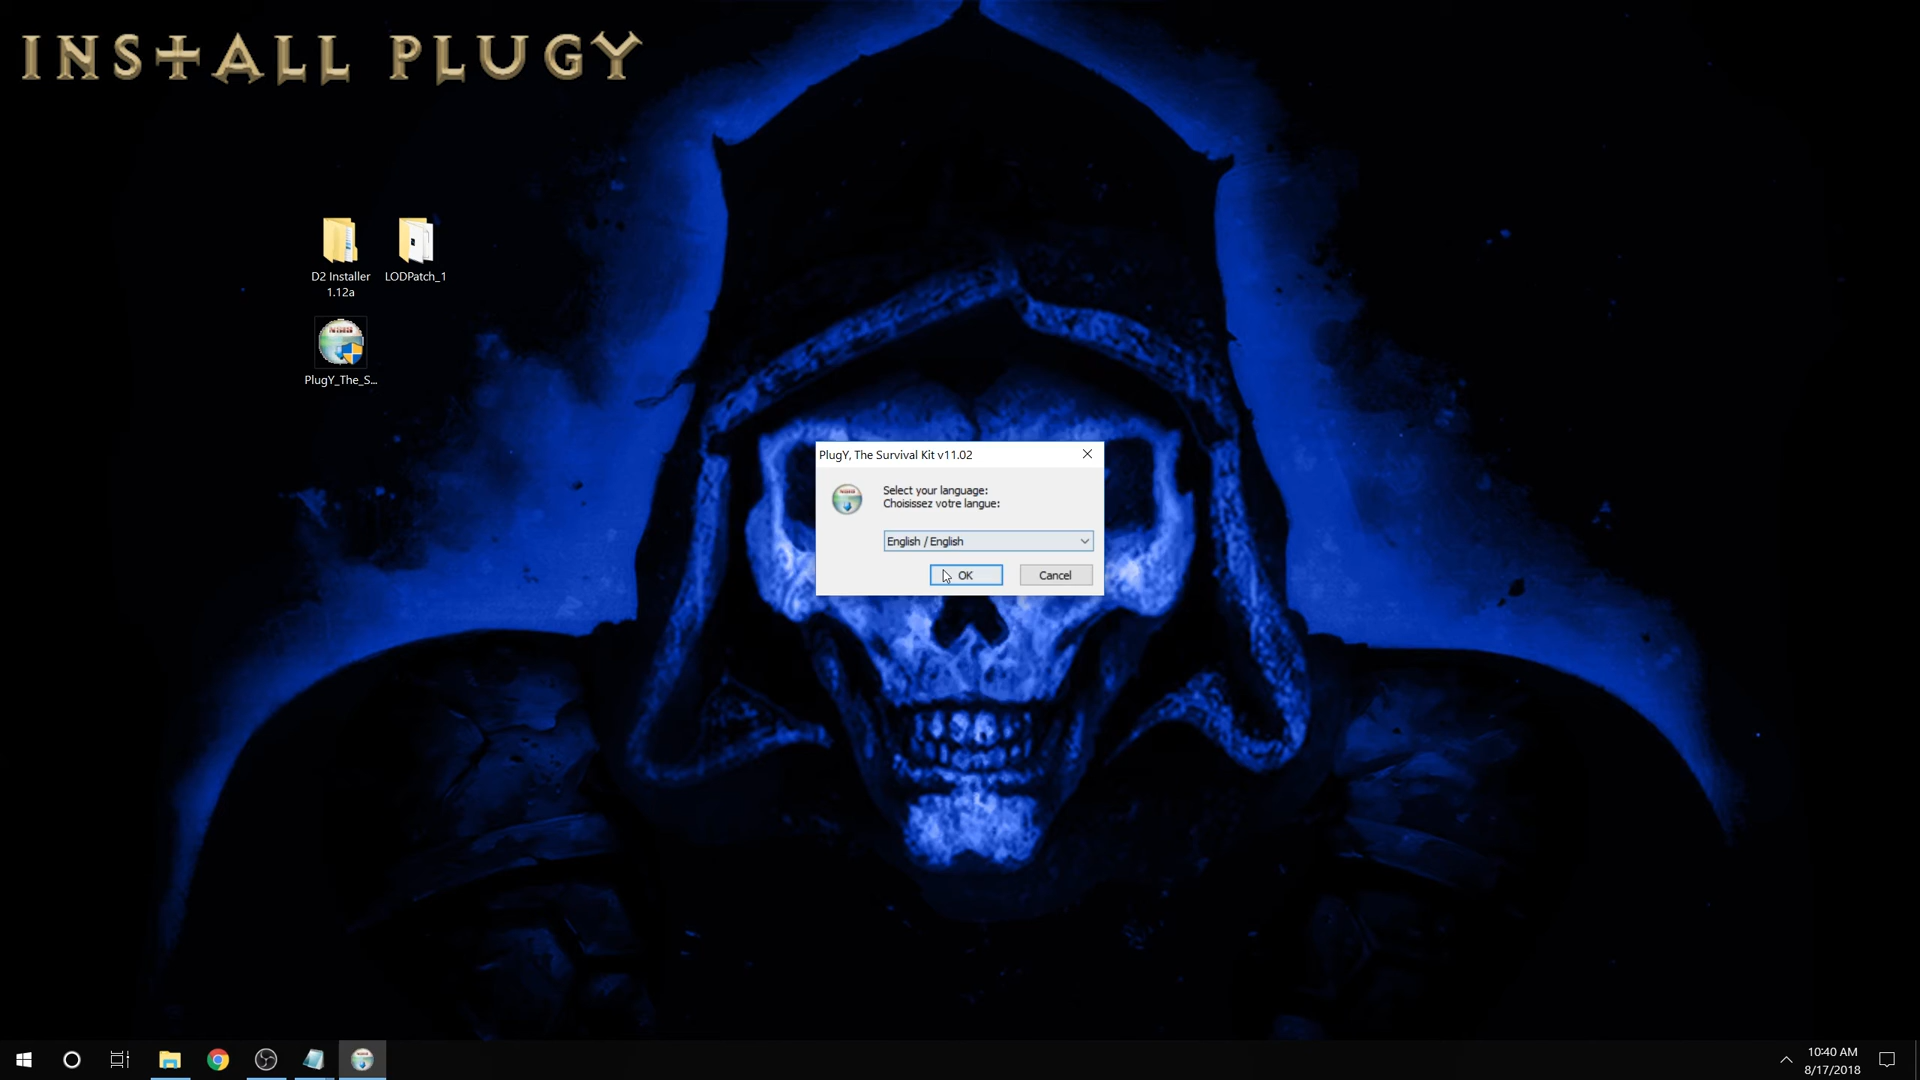 INSTALL PLUGY
D2 Installer
1.12a
LODPatch_1
PlugY_The_S...
PlugY, The Survival Kit v11.02
Select your language:
Choisissez votre langue:
English / English
OK
Cancel
10:40 AM
8/17/2018